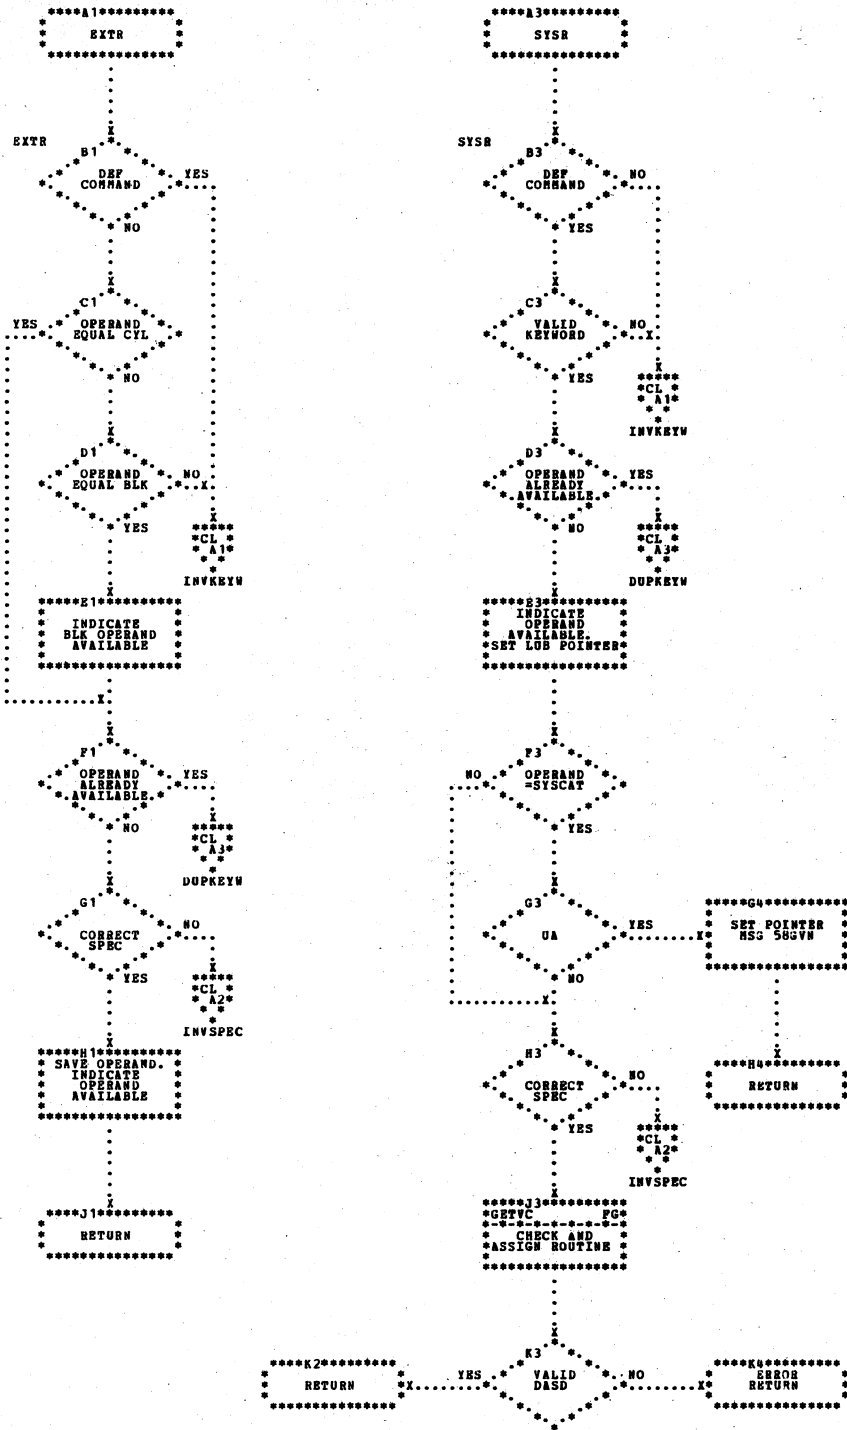 A1
EXTR
EXTR
B1
DEF
COMMAND
YES
NO
C1
OPERAND
EQUAL CYL
YES
NO
D1
OPERAND
EQUAL BLK
NO
YES
CL
A1
INVKEYW
E1
INDICATE
BLK OPERAND
AVAILABLE
F1
OPERAND
ALREADY
AVAILABLE.
YES
NO
CL
A3
DUPKEYW
G1
CORRECT
SPEC
NO
YES
CL
A2
INVSPEC
H1
SAVE OPERAND.
INDICATE
OPERAND
AVAILABLE
J1
RETURN
A3
SYSR
SYSR
B3
DEF
COMMAND
NO
YES
C3
VALID
KEYWORD
NO
YES
CL
A1
INVKEYW
D3
OPERAND
ALREADY
AVAILABLE.
YES
NO
CL
A3
DUPKEYW
E3
INDICATE
OPERAND
AVAILABLE.
SET LUB POINTER
F3
OPERAND
=SYSCAT
NO
YES
G3
UA
YES
NO
G4
SET POINTER
MSG 58GVN
H4
RETURN
H3
CORRECT
SPEC
NO
YES
CL
A2
INVSPEC
J3
GETVC FG
CHECK AND
ASSIGN ROUTINE
K3
VALID
DASD
YES
NO
K2
RETURN
K4
ERROR
RETURN